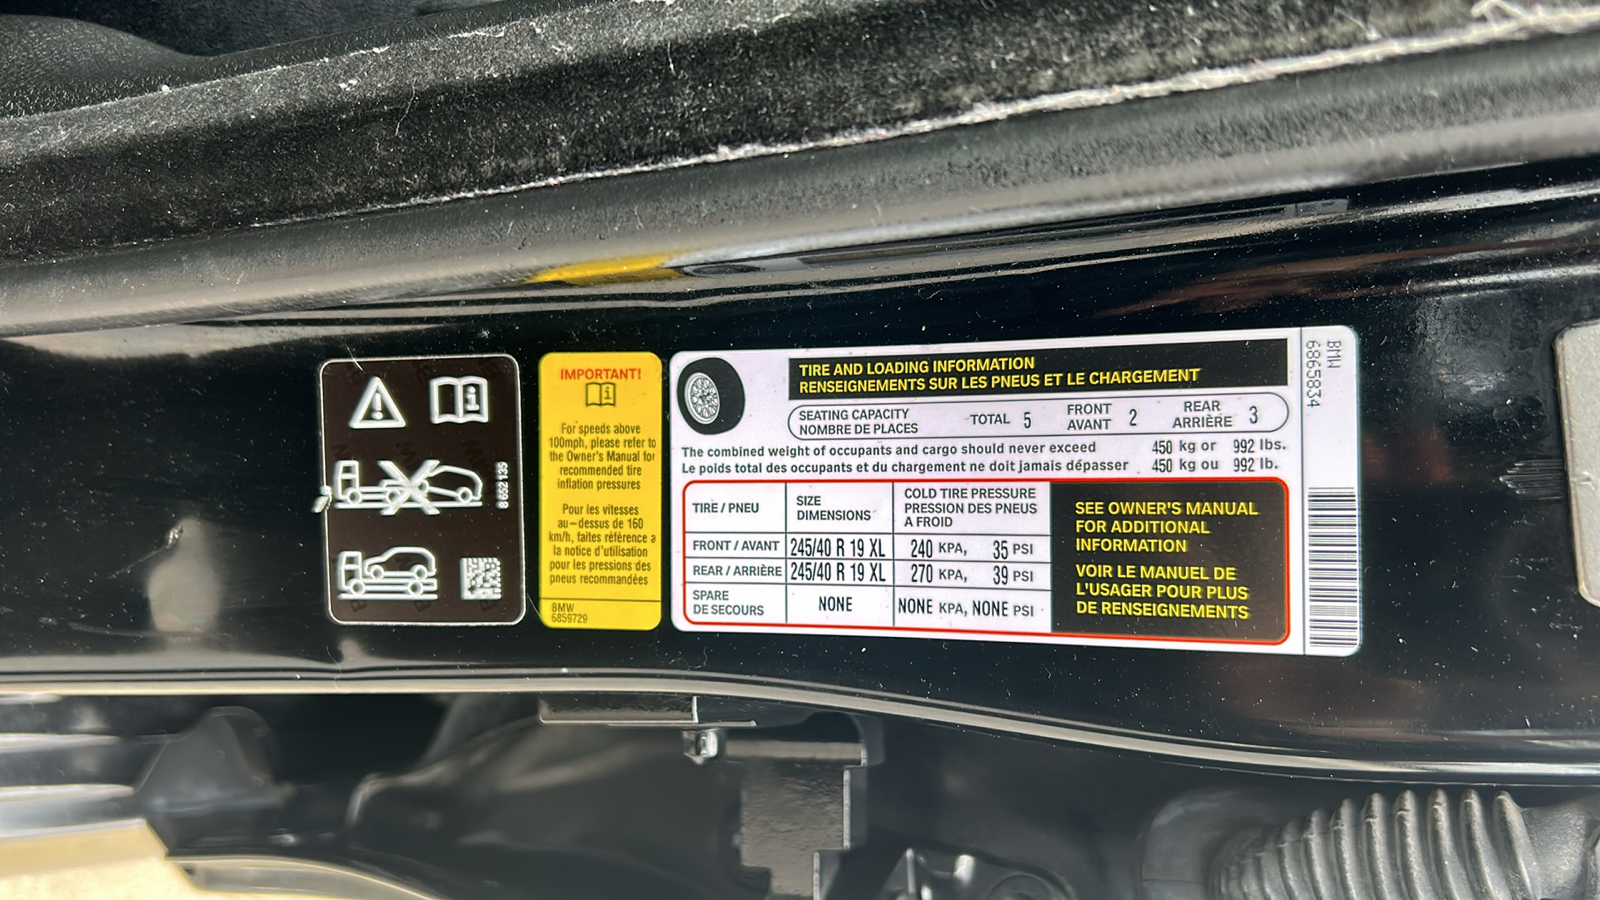 8 652135
IMPORTANT!
For speeds above
100mph, please refer to
the Owner's Manual for
recommended tire
inflation pressures
Pour les vitesses
au-dessus de 160
km/h, faites référence a
la notice d'utilisation
pour les pressions des
pneus recommandées
BMW
6859729
TIRE AND LOADING INFORMATION
RENSEIGNEMENTS SUR LES PNEUS ET LE CHARGEMENT
SEATING CAPACITY
NOMBRE DE PLACES
TOTAL 5
FRONT
AVANT 2
REAR
ARRIÈRE 3
The combined weight of occupants and cargo should never exceed 450 kg or 992 lbs.
Le poids total des occupants et du chargement ne doit jamais dépasser 450 kg ou 992 lb.
TIRE / PNEU
SIZE
DIMENSIONS
COLD TIRE PRESSURE
PRESSION DES PNEUS
A FROID
FRONT / AVANT 245/40 R 19 XL 240 KPA, 35 PSI
REAR / ARRIÈRE 245/40 R 19 XL 270 KPA, 39 PSI
SPARE
DE SECOURS NONE NONE KPA, NONE PSI
SEE OWNER'S MANUAL
FOR ADDITIONAL
INFORMATION
VOIR LE MANUEL DE
L'USAGER POUR PLUS
DE RENSEIGNEMENTS
BMW
6865834